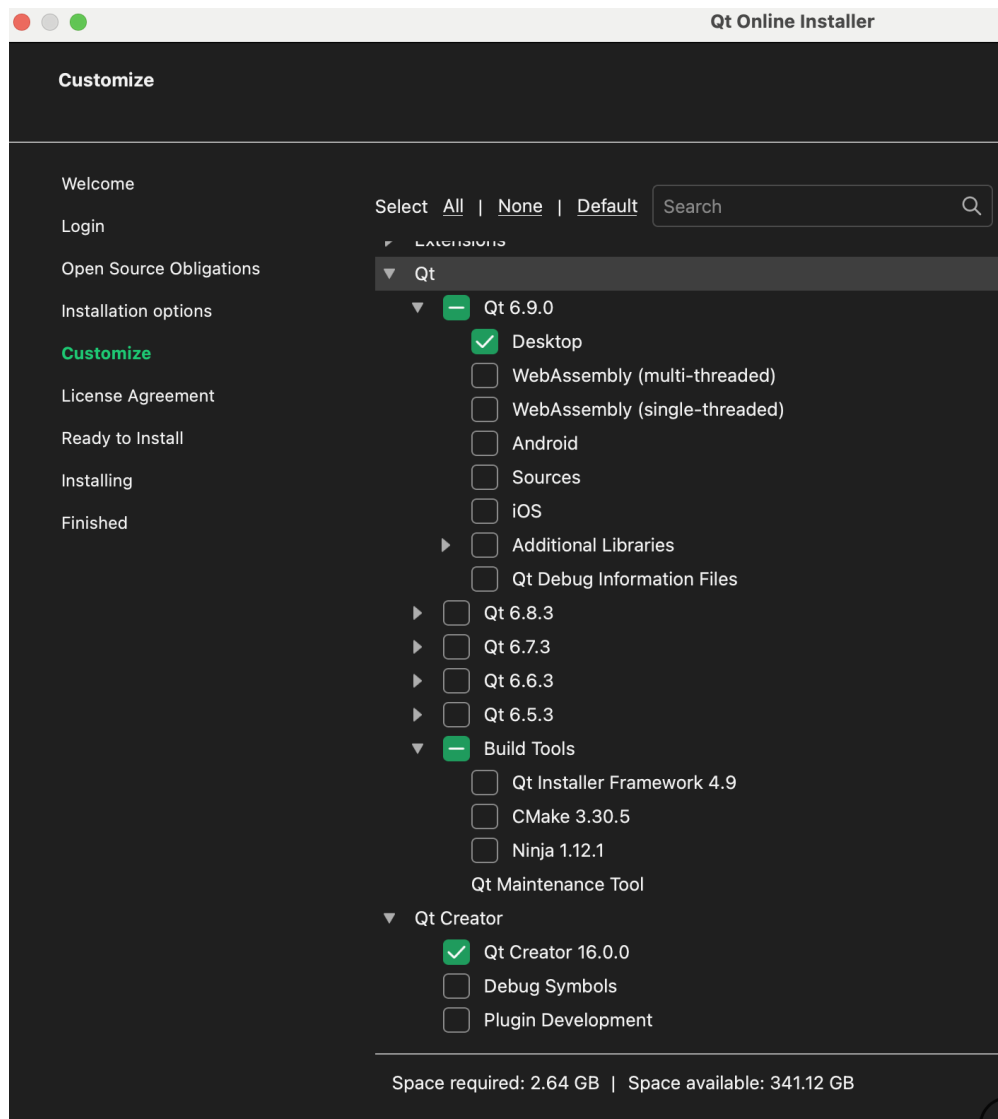 Qt Online Installer
Customize
Welcome
Login
Open Source Obligations
Installation options
Customize
License Agreement
Ready to Install
Installing
Finished
Select All | None | Default Search
Extensions
Qt
Qt 6.9.0
Desktop
WebAssembly (multi-threaded)
WebAssembly (single-threaded)
Android
Sources
iOS
Additional Libraries
Qt Debug Information Files
Qt 6.8.3
Qt 6.7.3
Qt 6.6.3
Qt 6.5.3
Build Tools
Qt Installer Framework 4.9
CMake 3.30.5
Ninja 1.12.1
Qt Maintenance Tool
Qt Creator
Qt Creator 16.0.0
Debug Symbols
Plugin Development
Space required: 2.64 GB | Space available: 341.12 GB